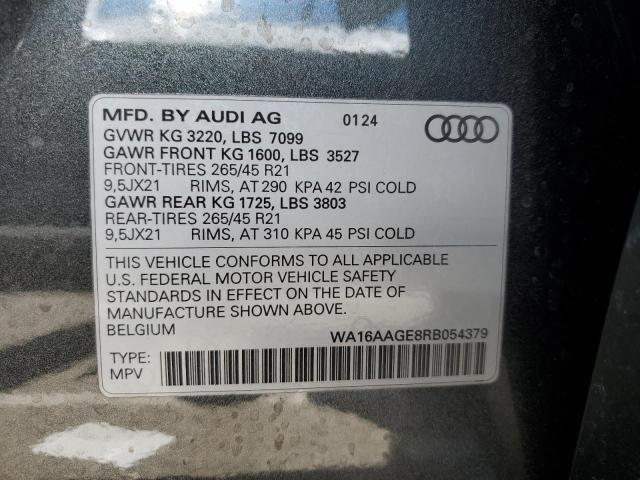 MFD. BY AUDI AG 0124
GVWR KG 3220, LBS 7099
GAWR FRONT KG 1600, LBS 3527
FRONT-TIRES 265/45 R21
9,5JX21 RIMS, AT 290 KPA 42 PSI COLD
GAWR REAR KG 1725, LBS 3803
REAR-TIRES 265/45 R21
9,5JX21 RIMS, AT 310 KPA 45 PSI COLD
THIS VEHICLE CONFORMS TO ALL APPLICABLE
U.S. FEDERAL MOTOR VEHICLE SAFETY
STANDARDS IN EFFECT ON THE DATE OF
MANUFACTURE SHOWN ABOVE.
BELGIUM WA16AAGE8RB054379
TYPE:
MPV